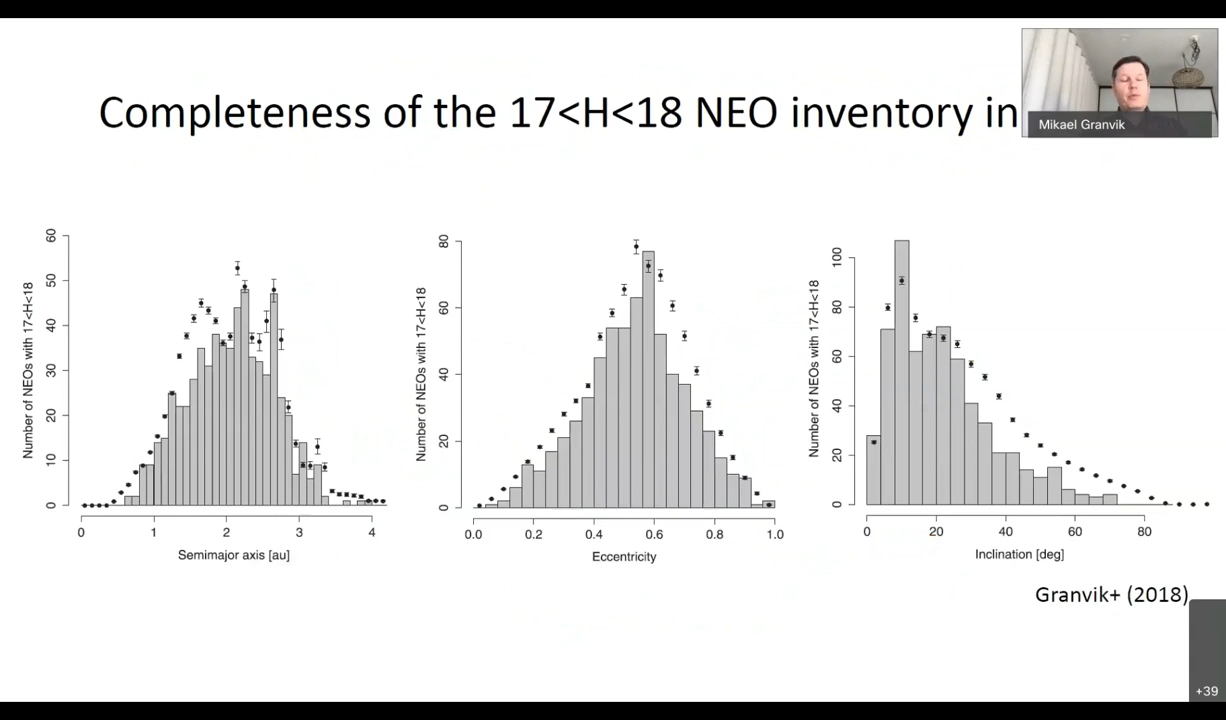 Completeness of the 17<H<18 NEO inventory in
Mikael Granvik
Number of NEOs with 17<H<18
60
50
40
30
20
10
0
0 1 2 3 4
Semimajor axis [au]
Number of NEOs with 17<H<18
80
60
40
20
0
0.0 0.2 0.4 0.6 0.8 1.0
Eccentricity
Number of NEOs with 17<H<18
100
80
60
40
20
0
0 20 40 60 80
Inclination [deg]
Granvik+ (2018)
+39